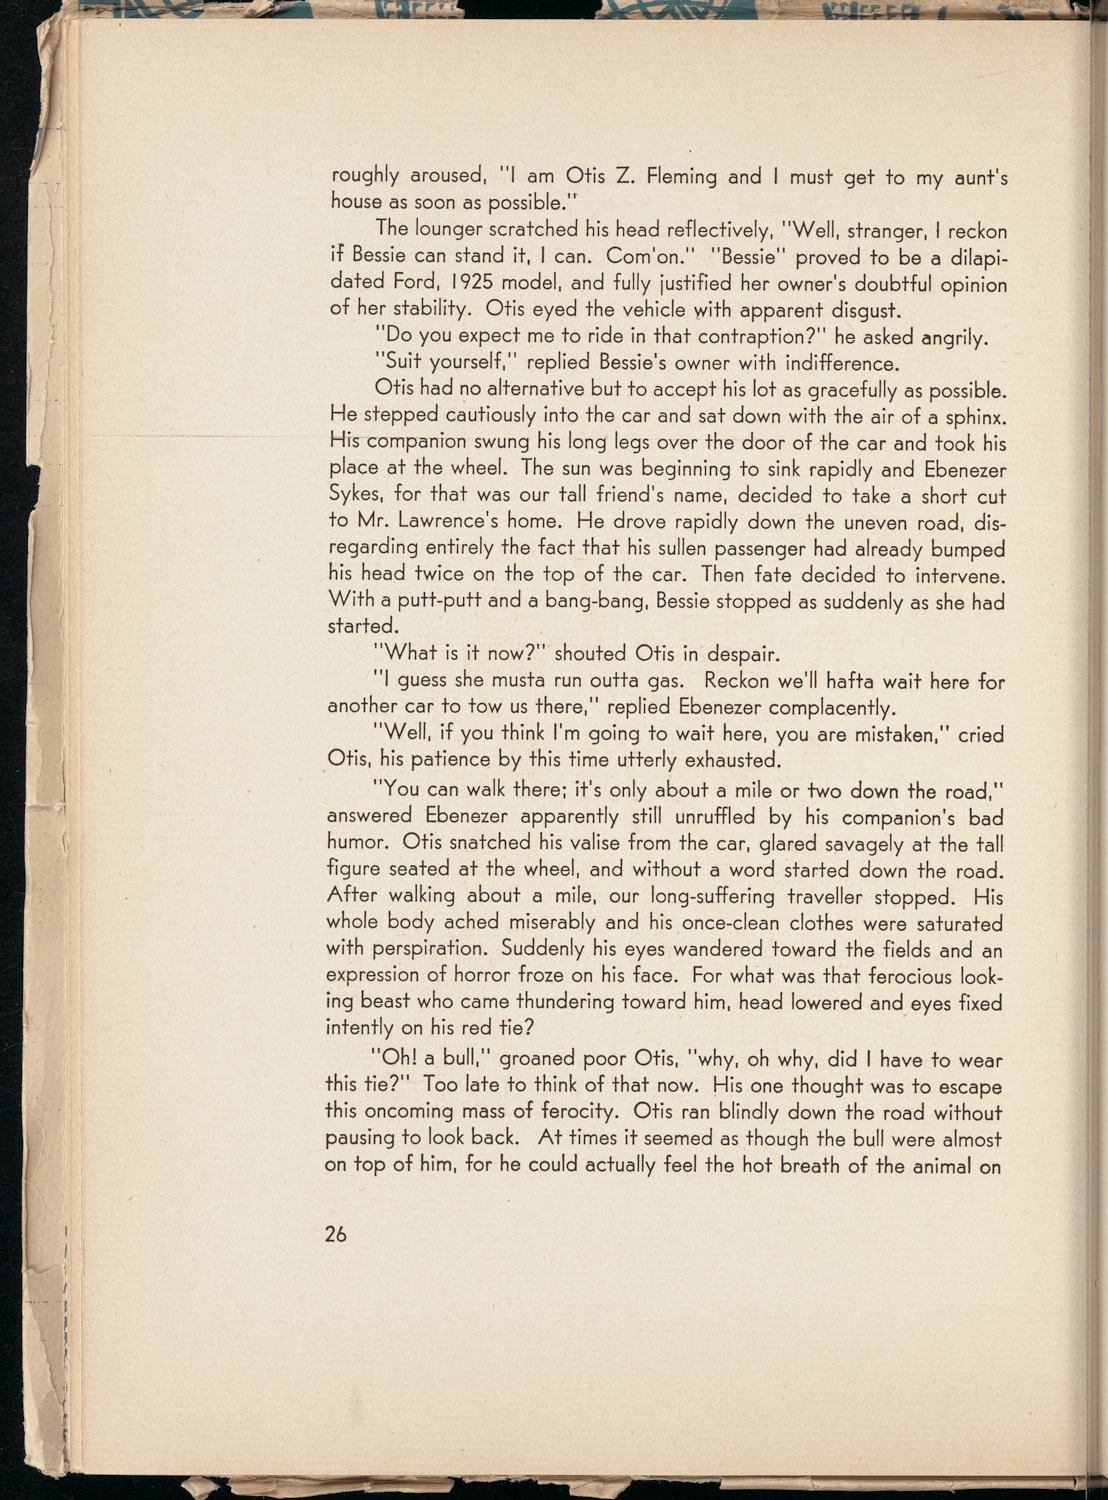 roughly aroused, "I am Otis Z. Fleming and I must get to my aunt's
house as soon as possible."
The lounger scratched his head reflectively, "Well, stranger, I reckon
if Bessie can stand it, I can. Com'on." "Bessie" proved to be a dilapi-
dated Ford, 1925 model, and fully justified her owner's doubtful opinion
of her stability. Otis eyed the vehicle with apparent disgust.
"Do you expect me to ride in that contraption?" he asked angrily.
"Suit yourself," replied Bessie's owner with indifference.
Otis had no alternative but to accept his lot as gracefully as possible.
He stepped cautiously into the car and sat down with the air of a sphinx.
His companion swung his long legs over the door of the car and took his
place at the wheel. The sun was beginning to sink rapidly and Ebenezer
Sykes, for that was our tall friend's name, decided to take a short cut
to Mr. Lawrence's home. He drove rapidly down the uneven road, dis-
regarding entirely the fact that his sullen passenger had already bumped
his head twice on the top of the car. Then fate decided to intervene.
With a putt-putt and a bang-bang, Bessie stopped as suddenly as she had
started.
"What is it now?" shouted Otis in despair.
"I guess she musta run outta gas. Reckon we'll hafta wait here for
another car to tow us there," replied Ebenezer complacently.
"Well, if you think I'm going to wait here, you are mistaken," cried
Otis, his patience by this time utterly exhausted.
"You can walk there; it's only about a mile or two down the road,"
answered Ebenezer apparently still unruffled by his companion's bad
humor. Otis snatched his valise from the car, glared savagely at the tall
figure seated at the wheel, and without a word started down the road.
After walking about a mile, our long-suffering traveller stopped. His
whole body ached miserably and his once-clean clothes were saturated
with perspiration. Suddenly his eyes wandered toward the fields and an
expression of horror froze on his face. For what was that ferocious look-
ing beast who came thundering toward him, head lowered and eyes fixed
intently on his red tie?
"Oh! a bull," groaned poor Otis, "why, oh why, did I have to wear
this tie?" Too late to think of that now. His one thought was to escape
this oncoming mass of ferocity. Otis ran blindly down the road without
pausing to look back. At times it seemed as though the bull were almost
on top of him, for he could actually feel the hot breath of the animal on
26